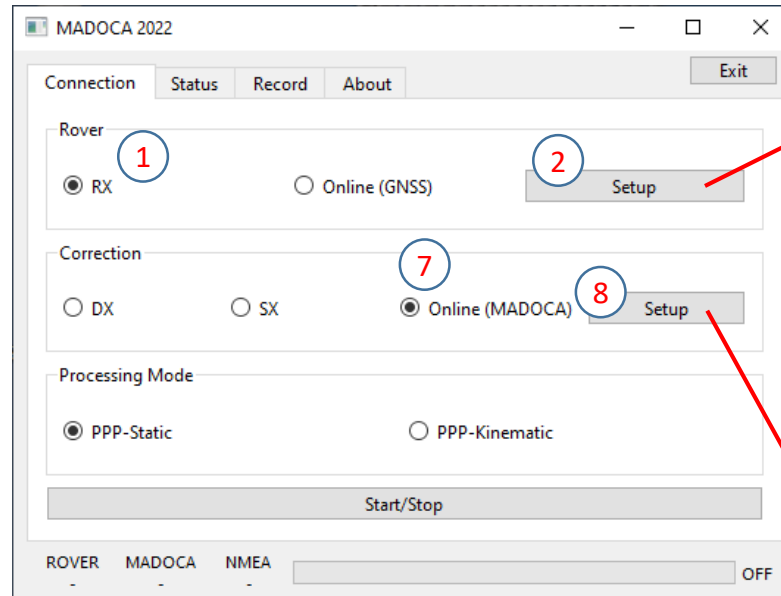 MADOCA 2022
Exit
Connection Status Record About
Rover
1
2
RX Online (GNSS) Setup
Correction
7
8
DX SX Online (MADOCA) Setup
Processing Mode
PPP-Static PPP-Kinematic
Start/Stop
ROVER MADOCA NMEA
- - - OFF